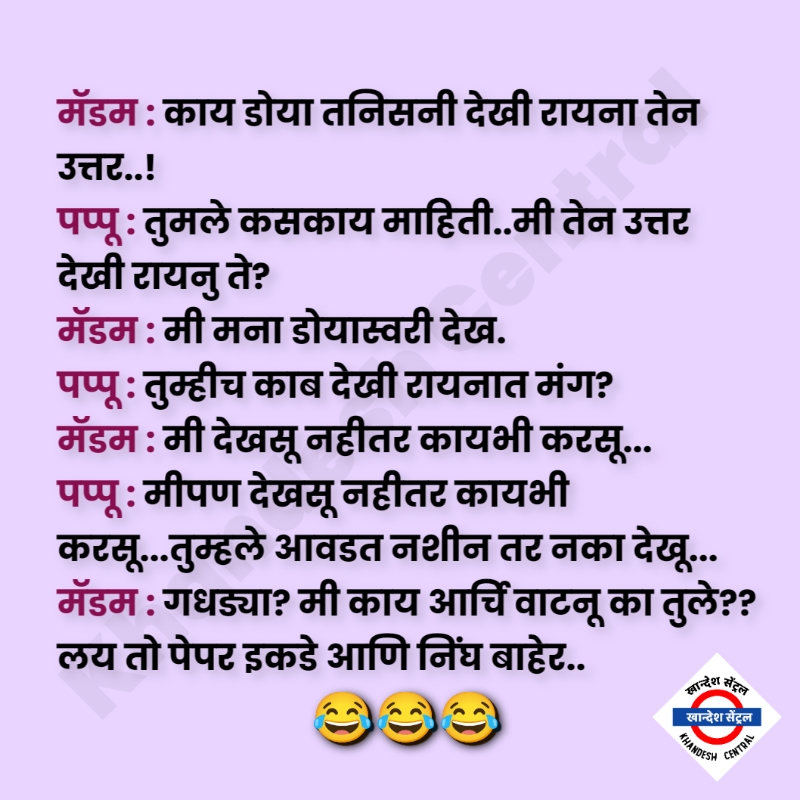 मॅडम : काय डोया तनिसनी देखी रायना तेन
उत्तर..!
पप्पू : तुमले कसकाय माहिती..मी तेन उत्तर
देखी रायनु ते?
मॅडम : मी मना डोयास्वरी देख.
पप्पू : तुम्हीच काब देखी रायनात मंग?
मॅडम : मी देखसू नहीतर कायभी करसू...
पप्पू : मीपण देखसू नहीतर कायभी
करसू...तुम्हले आवडत नशीन तर नका देखू...
मॅडम : गधड्या? मी काय आर्चि वाटनू का तुले??
लय तो पेपर इकडे आणि निंघ बाहेर..
Khandesh Central
खान्देश सेंट्रल
खान्देश सेंट्रल
KHANDESH CENTRAL